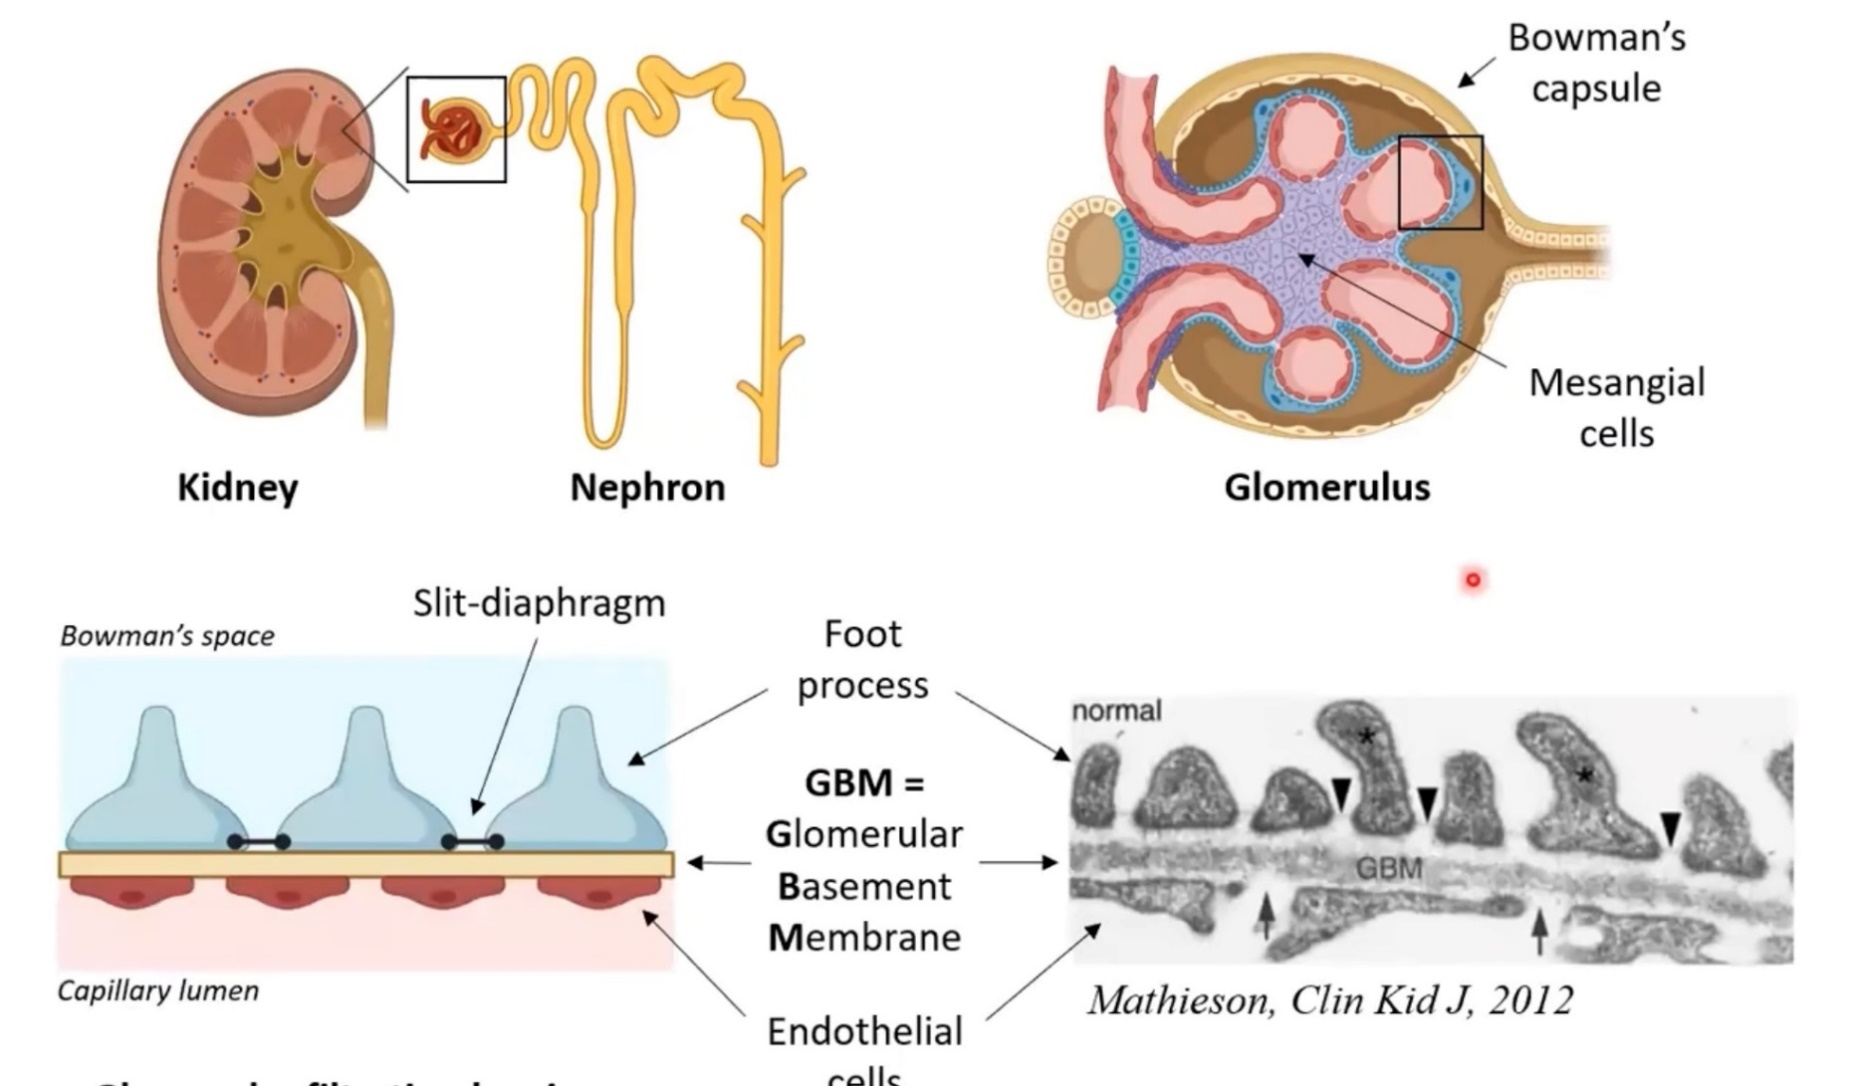 Bowman’s
capsule
Mesangial
cells
Kidney
Nephron
Glomerulus
Slit-diaphragm
Bowman’s space
Foot
process
GBM =
Glomerular
Basement
Membrane
Endothelial
cells
Capillary lumen
normal
*
*
GBM
Mathieson, Clin Kid J, 2012